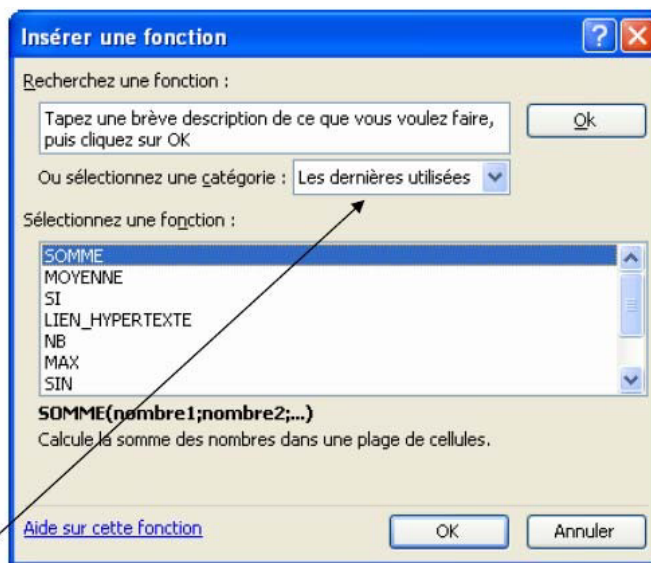 Insérer une fonction
Recherchez une fonction :
Tapez une brève description de ce que vous voulez faire,
puis cliquez sur OK
Ok
Ou sélectionnez une catégorie : Les dernières utilisées
Sélectionnez une fonction :
SOMME
MOYENNE
SI
LIEN_HYPERTEXTE
NB
MAX
SIN
SOMME(nombre1;nombre2;...)
Calcule la somme des nombres dans une plage de cellules.
Aide sur cette fonction
OK
Annuler